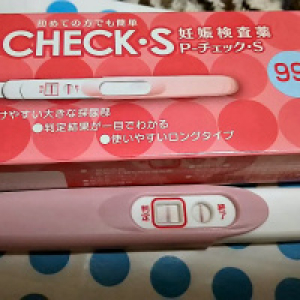 初めての方でも簡単
CHECK・S
妊娠検査薬
P-チェック・S
99
けやすい大きな採尿部
●判定結果が一目でわかる
●使いやすいロングタイプ
判定
終了